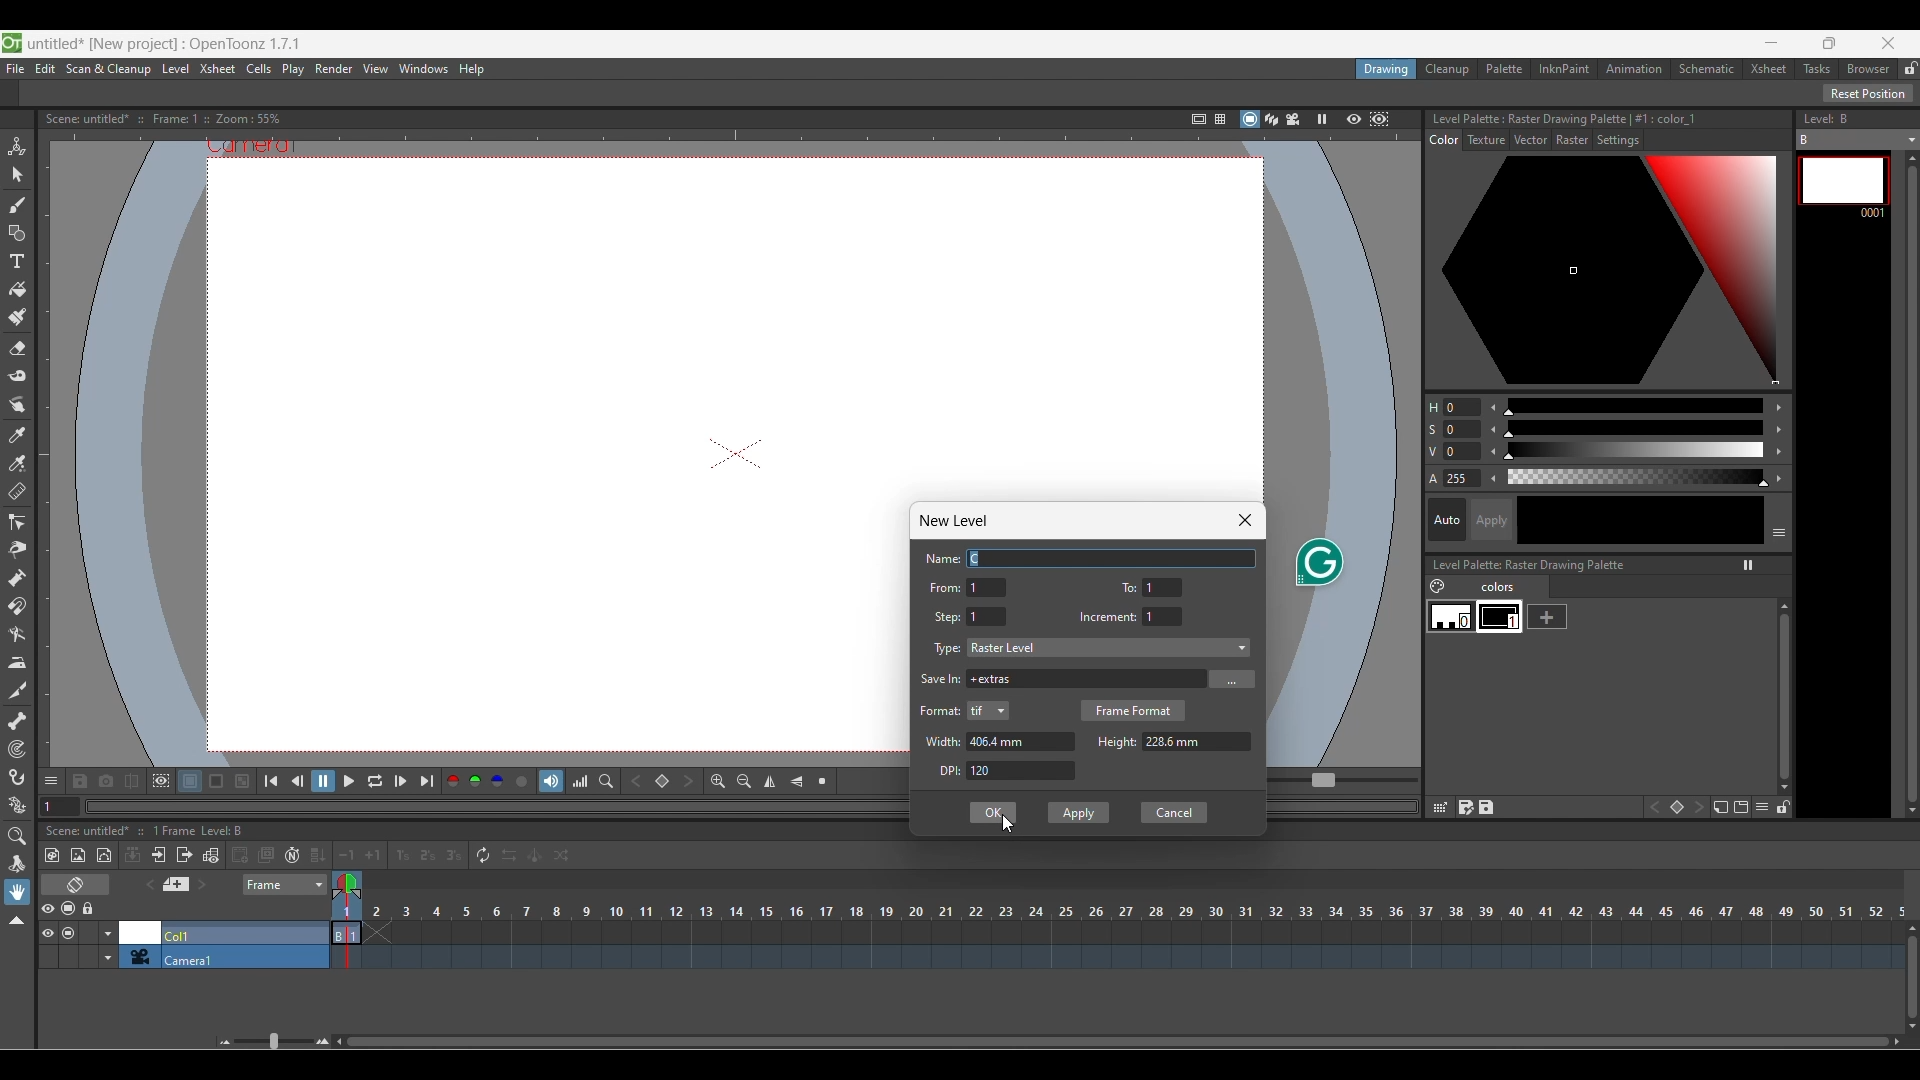 untitled* [New project] : OpenToonz 1.7.1
File Edit Scan & Cleanup Level Xsheet Cells Play Render View Windows Help
Drawing Cleanup Palette InknPaint Animation Schematic Xsheet Tasks Browser
Reset Position
Scene: untitled* :: Frame: 1 :: Zoom : 55%
Level Palette : Raster Drawing Palette | #1 : color_1
Level: B
Color Texture Vector Raster Settings
B
Camera1
0001
H 0
S 0
V 0
A 255
Auto Apply
New Level
Name: C
From: 1 To: 1
Step: 1 Increment: 1
Type: Raster Level
Save In: +extras ...
Format: tif Frame Format
Width: 406.4 mm Height: 228.6 mm
DPI: 120
OK Apply Cancel
Level Palette: Raster Drawing Palette
colors
0 1
1
Scene: untitled* :: 1 Frame Level: B
-1 +1 1's 2's 3's
Frame
1 2 3 4 5 6 7 8 9 10 11 12 13 14 15 16 17 18 19 20 21 22 23 24 25 26 27 28 29 30 31 32 33 34 35 36 37 38 39 40 41 42 43 44 45 46 47 48 49 50 51 52 5
Col1 B 1
Camera1